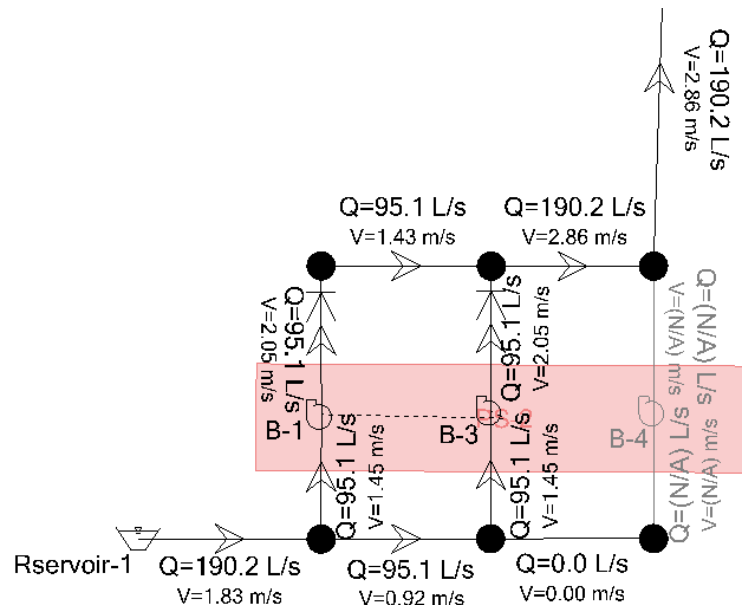 Q=190.2 L/s
V=2.86 m/s
Q=95.1 L/s
V=1.43 m/s
Q=190.2 L/s
V=2.86 m/s
Q=95.1 L/s
V=2.05 m/s
Q=95.1 L/s
V=2.05 m/s
Q=(N/A) L/s
V=(N/A) m/s
B-1
B-3
PS-2
B-4
Q=95.1 L/s
V=1.45 m/s
Q=95.1 L/s
V=1.45 m/s
Q=(N/A) L/s
V=(N/A) m/s
Rservoir-1
Q=190.2 L/s
V=1.83 m/s
Q=95.1 L/s
V=0.92 m/s
Q=0.0 L/s
V=0.00 m/s